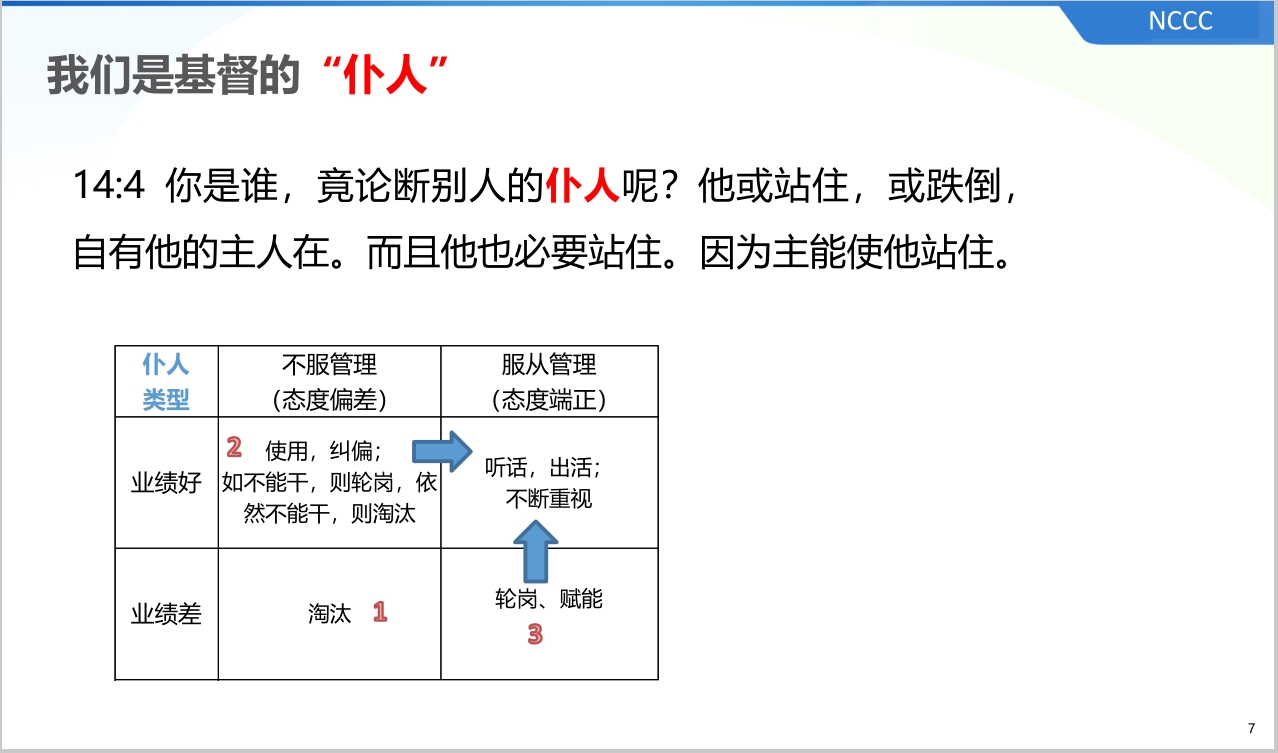 NCCC
我们是基督的“仆人”
14:4 你是谁，竟论断别人的仆人呢？他或站住，或跌倒，
自有他的主人在。而且他也必要站住。因为主能使他站住。
仆人
类型
不服管理
（态度偏差）
服从管理
（态度端正）
业绩好
2 使用，纠偏；
如不能干，则轮岗，依
然不能干，则淘汰
听话，出活；
不断重视
业绩差
淘汰 1
轮岗、赋能
3
7